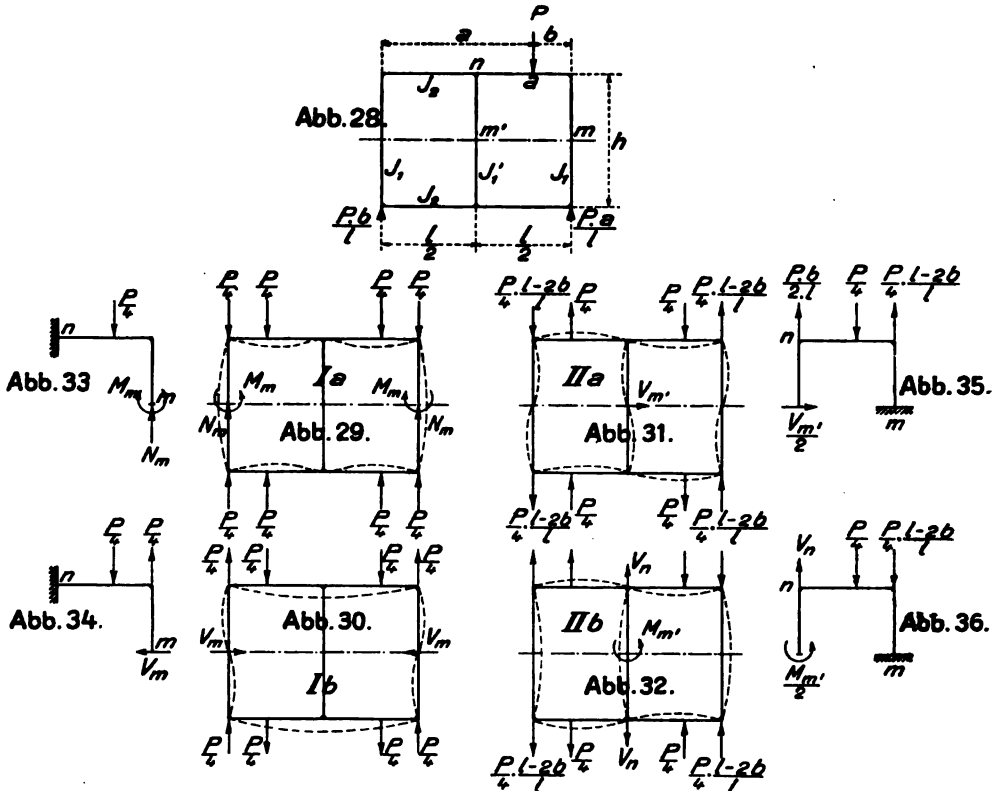 P
a b
n
J₂ a
Abb. 28.
m' m h
J₁ J₁' J₁
J₂
P.b/l P.a/l
l/2 l/2
P/4
n
Abb. 33
Mₘ m
Nₘ
P/4 P/4 P/4 P/4
Ia
Mₘ Mₘ
Nₘ Nₘ
Abb. 29.
P/4 P/4 P/4 P/4
P/4 . l-2b/l P/4 P/4 P/4 . l-2b/l
IIa
Vₘ'
Abb. 31.
P/4 . l-2b/l P/4 P/4 P/4 . l-2b/l
P.b/2.l P/4 P/4 . l-2b/l
n
Abb. 35.
Vₘ'/2 m
P/4 P/4
n
Abb. 34.
m
Vₘ
P/4 P/4 P/4 P/4
Abb. 30.
Vₘ Vₘ
Ib
P/4 P/4 P/4 P/4
Vₙ
IIb
Mₘ'
Abb. 32.
P/4 . l-2b/l P/4 Vₙ P/4 P/4 . l-2b/l
Vₙ P/4 P/4 . l-2b/l
n
Abb. 36.
m
Mₘ'/2